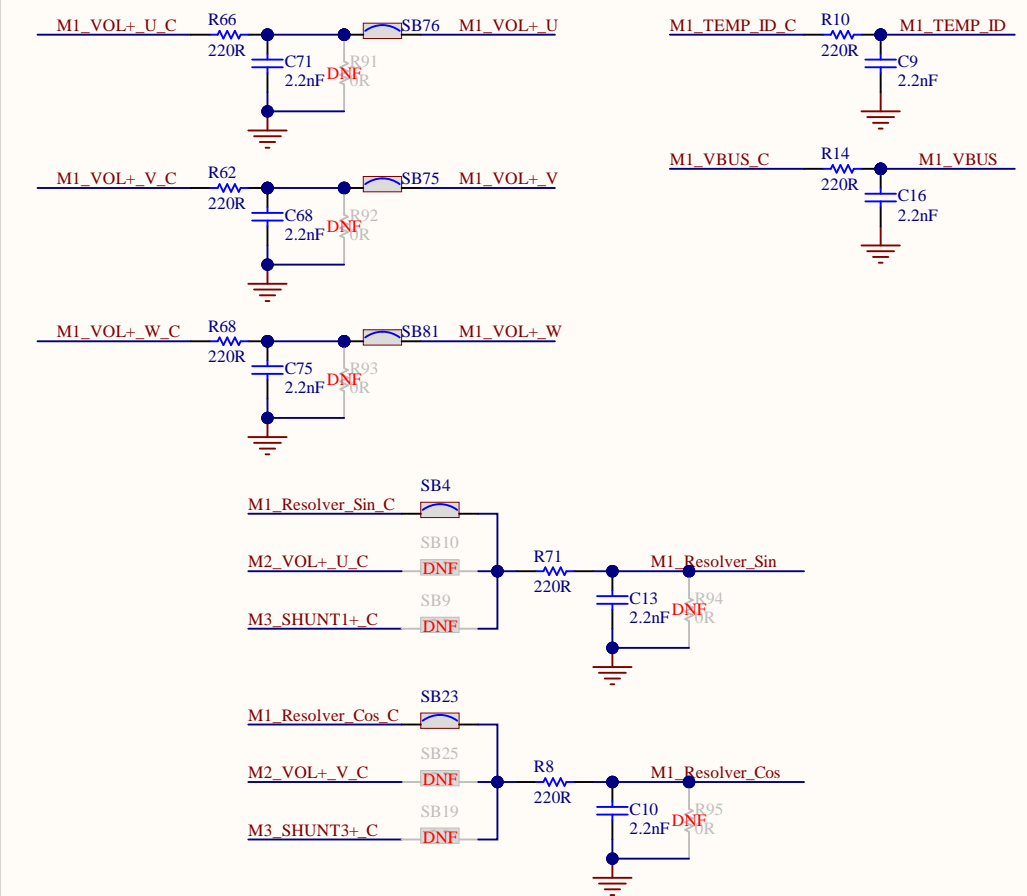 M1_VOL+_U_C
R66
220R
C71
2.2nF
DNF
R91
0R
SB76
M1_VOL+_U
M1_TEMP_ID_C
R10
220R
M1_TEMP_ID
C9
2.2nF
M1_VOL+_V_C
R62
220R
C68
2.2nF
DNF
R92
0R
SB75
M1_VOL+_V
M1_VBUS_C
R14
220R
M1_VBUS
C16
2.2nF
M1_VOL+_W_C
R68
220R
C75
2.2nF
DNF
R93
0R
SB81
M1_VOL+_W
SB4
M1_Resolver_Sin_C
SB10
M2_VOL+_U_C
DNF
SB9
M3_SHUNT1+_C
DNF
R71
220R
M1_Resolver_Sin
C13
2.2nF
DNF
R94
0R
SB23
M1_Resolver_Cos_C
SB25
M2_VOL+_V_C
DNF
SB19
M3_SHUNT3+_C
DNF
R8
220R
M1_Resolver_Cos
C10
2.2nF
DNF
R95
0R